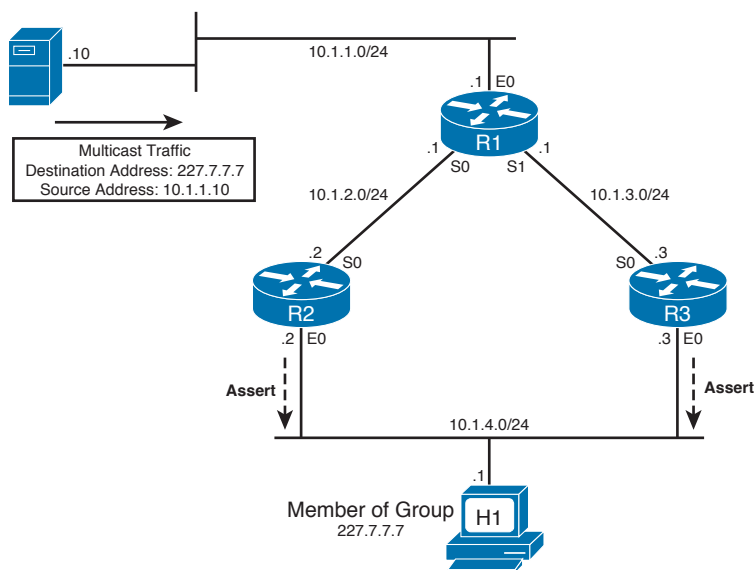 .10
10.1.1.0/24
.1 E0
R1
Multicast Traffic
Destination Address: 227.7.7.7
Source Address: 10.1.1.10
.1
S0
.1
S1
10.1.2.0/24
10.1.3.0/24
.2
S0
.3
S0
R2
R3
.2 E0
.3 E0
Assert
Assert
10.1.4.0/24
.1
Member of Group
227.7.7.7
H1